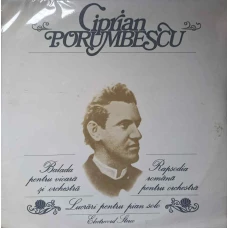 Ciprian
PORUMBESCU
Balada
pentru vioară
și orchestră
Rapsodia
română
pentru orchestră
Lucrări pentru pian solo
Electrecord Stereo